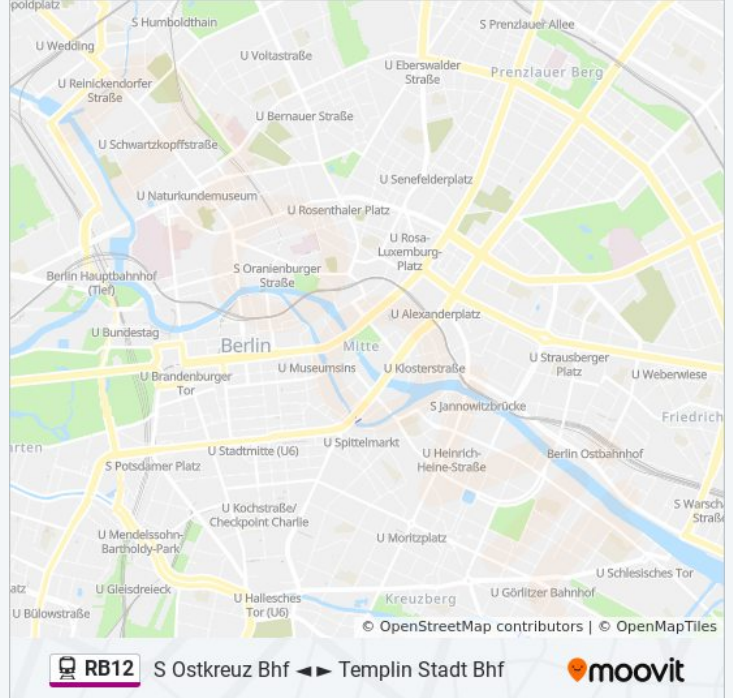 poldplatz
S Humboldthain
S Prenzlauer Allee
U Wedding
U Voltastraße
U Eberswalder
Straße
Prenzlauer Berg
U Reinickendorfer
Straße
U Bernauer Straße
U Schwartzkopffstraße
U Senefelderplatz
U Naturkundemuseum
U Rosenthaler Platz
U Rosa-
Luxemburg-
Platz
Berlin Hauptbahnhof
(Tief)
S Oranienburger
Straße
U Alexanderplatz
U Bundestag
Berlin
Mitte
U Strausberger
Platz
U Museumsins
U Klosterstraße
U Weberwiese
U Brandenburger
Tor
S Jannowitzbrücke
Friedrich
rten
U Stadtmitte (U6)
U Spittelmarkt
U Heinrich-
Heine-Straße
Berlin Ostbahnhof
S Potsdamer Platz
S Warsch
Straße
U Kochstraße/
Checkpoint Charlie
U Mendelssohn-
Bartholdy-Park
U Moritzplatz
U Schlesisches Tor
atz
U Gleisdreieck
U Hallesches
Tor (U6)
Kreuzberg
U Görlitzer Bahnhof
U Bülowstraße
© OpenStreetMap contributors | © OpenMapTiles
RB12 S Ostkreuz Bhf ◄ ► Templin Stadt Bhf moovit